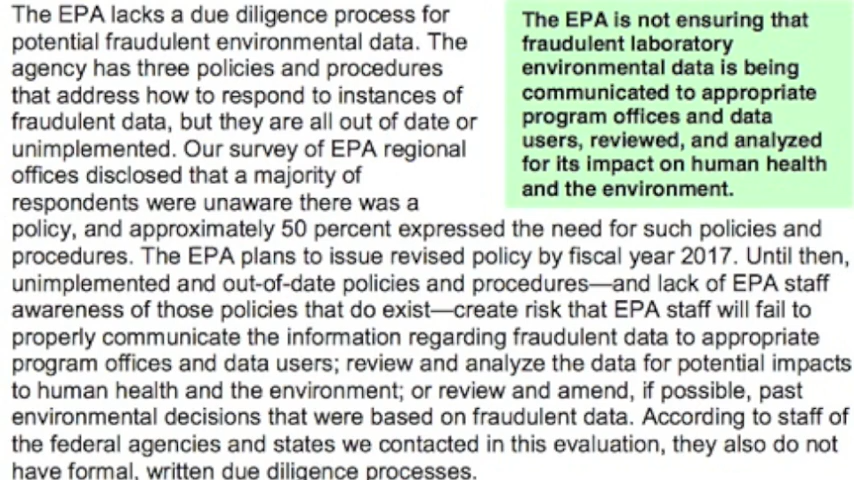 The EPA lacks a due diligence process for
potential fraudulent environmental data. The
agency has three policies and procedures
that address how to respond to instances of
fraudulent data, but they are all out of date or
unimplemented. Our survey of EPA regional
offices disclosed that a majority of
respondents were unaware there was a
policy, and approximately 50 percent expressed the need for such policies and
procedures. The EPA plans to issue revised policy by fiscal year 2017. Until then,
unimplemented and out-of-date policies and procedures—and lack of EPA staff
awareness of those policies that do exist—create risk that EPA staff will fail to
properly communicate the information regarding fraudulent data to appropriate
program offices and data users; review and analyze the data for potential impacts
to human health and the environment; or review and amend, if possible, past
environmental decisions that were based on fraudulent data. According to staff of
the federal agencies and states we contacted in this evaluation, they also do not
have formal, written due diligence processes.
The EPA is not ensuring that
fraudulent laboratory
environmental data is being
communicated to appropriate
program offices and data
users, reviewed, and analyzed
for its impact on human health
and the environment.